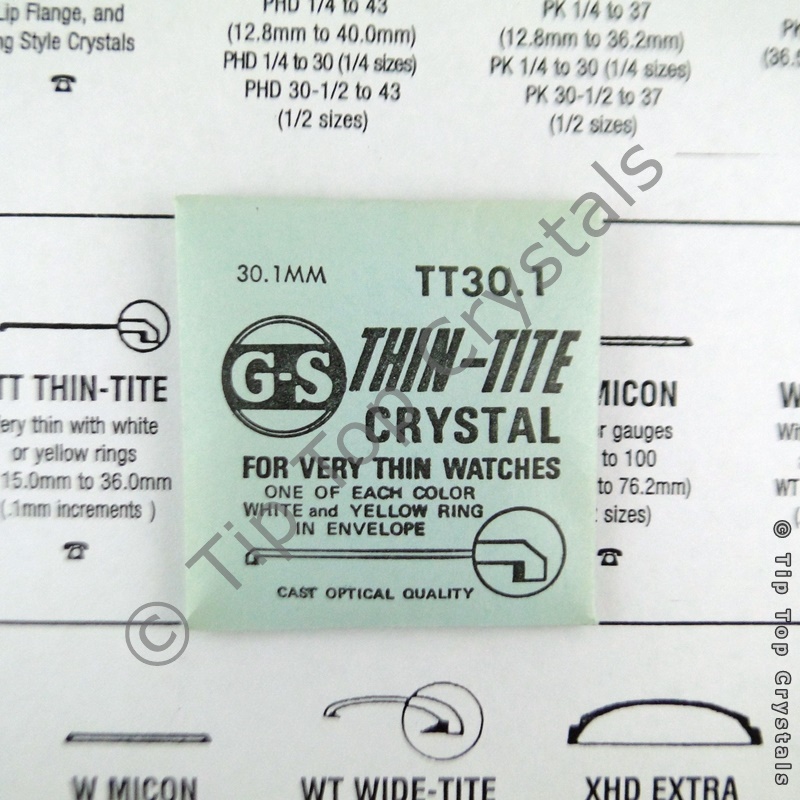 Lip Flange, and
Style Crystals
PHD 1/4 to 43
(12.8mm to 40.0mm)
PHD 1/4 to 30 (1/4 sizes)
PHD 30-1/2 to 43
(1/2 sizes)
PK 1/4 to 37
(12.8mm to 36.2mm)
PK 1/4 to 30 (1/4 sizes)
PK 30-1/2 to 37
(1/2 sizes)
30.1MM
TT30.1
G-S THIN-TITE
CRYSTAL
FOR VERY THIN WATCHES
ONE OF EACH COLOR
WHITE and YELLOW RING
IN ENVELOPE
CAST OPTICAL QUALITY
TT THIN-TITE
very thin with white
or yellow rings
15.0mm to 36.0mm
(.1mm increments )
MICON
gauges
to 100
to 76.2mm)
sizes)
W MICON
WT WIDE-TITE
XHD EXTRA
© Tip Top Crystals
© Tip Top Crystals